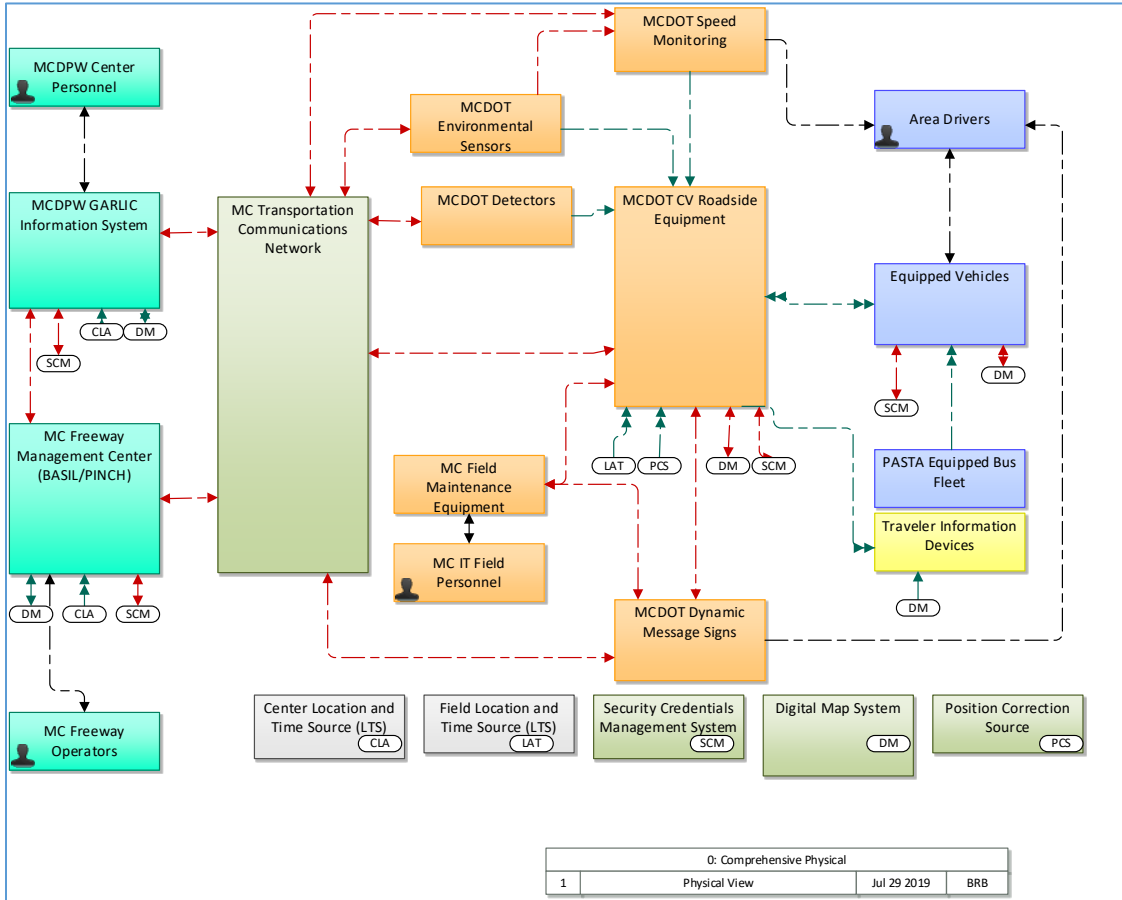 MCDOT Speed
Monitoring
MCDPW Center
Personnel
MCDOT
Environmental
Sensors
Area Drivers
MCDPW GARLIC
Information System
MC Transportation
Communications
Network
MCDOT Detectors
MCDOT CV Roadside
Equipment
Equipped Vehicles
CLA
DM
SCM
DM
SCM
MC Freeway
Management Center
(BASIL/PINCH)
MC Field
Maintenance
Equipment
LAT
PCS
DM
SCM
PASTA Equipped Bus
Fleet
Traveler Information
Devices
MC IT Field
Personnel
DM
CLA
SCM
DM
MCDOT Dynamic
Message Signs
MC Freeway
Operators
Center Location and
Time Source (LTS)
CLA
Field Location and
Time Source (LTS)
LAT
Security Credentials
Management System
SCM
Digital Map System
DM
Position Correction
Source
PCS
0: Comprehensive Physical
1 Physical View Jul 29 2019 BRB